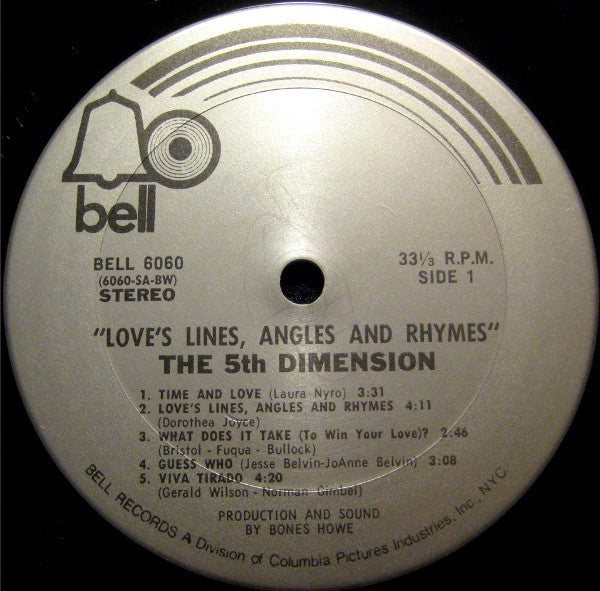 bell
BELL 6060
(6060-SA-BW)
STEREO
33⅓ R.P.M.
SIDE 1
"LOVE'S LINES, ANGLES AND RHYMES"
THE 5th DIMENSION
1. TIME AND LOVE (Laura Nyro) 3:31
2. LOVE'S LINES, ANGLES AND RHYMES 4:11
(Dorothea Joyce)
3. WHAT DOES IT TAKE (To Win Your Love)? 2:46
(Bristol - Fuqua - Bullock)
4. GUESS WHO (Jesse Belvin-JoAnne Belvin) 3:08
5. VIVA TIRADO 4:20
(Gerald Wilson - Norman Gimbel)
PRODUCTION AND SOUND
BY BONES HOWE
BELL RECORDS A Division of Columbia Pictures Industries, Inc., NYC.